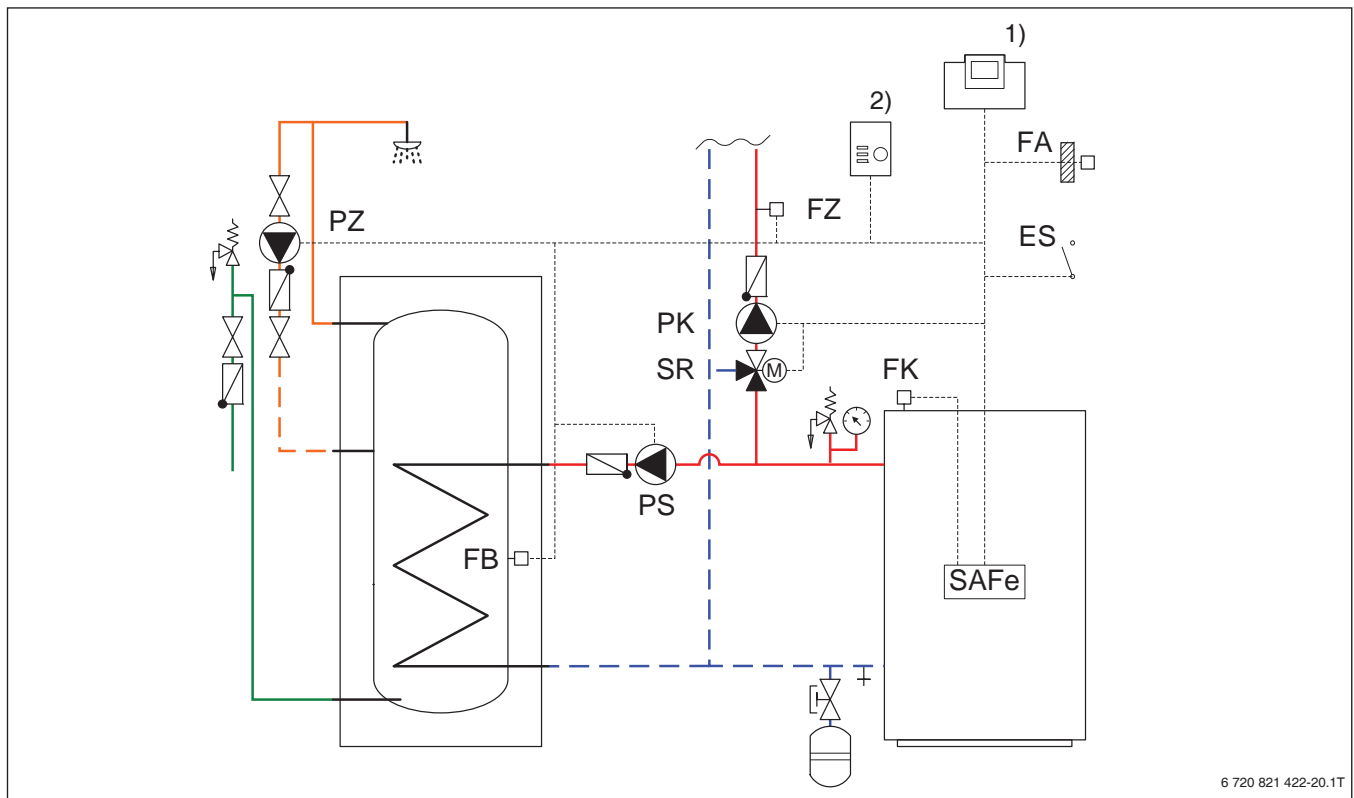 1)
2)
FA
PZ
FZ
ES
PK
SR
M
FK
PS
FB
SAFe
6 720 821 422-20.1T